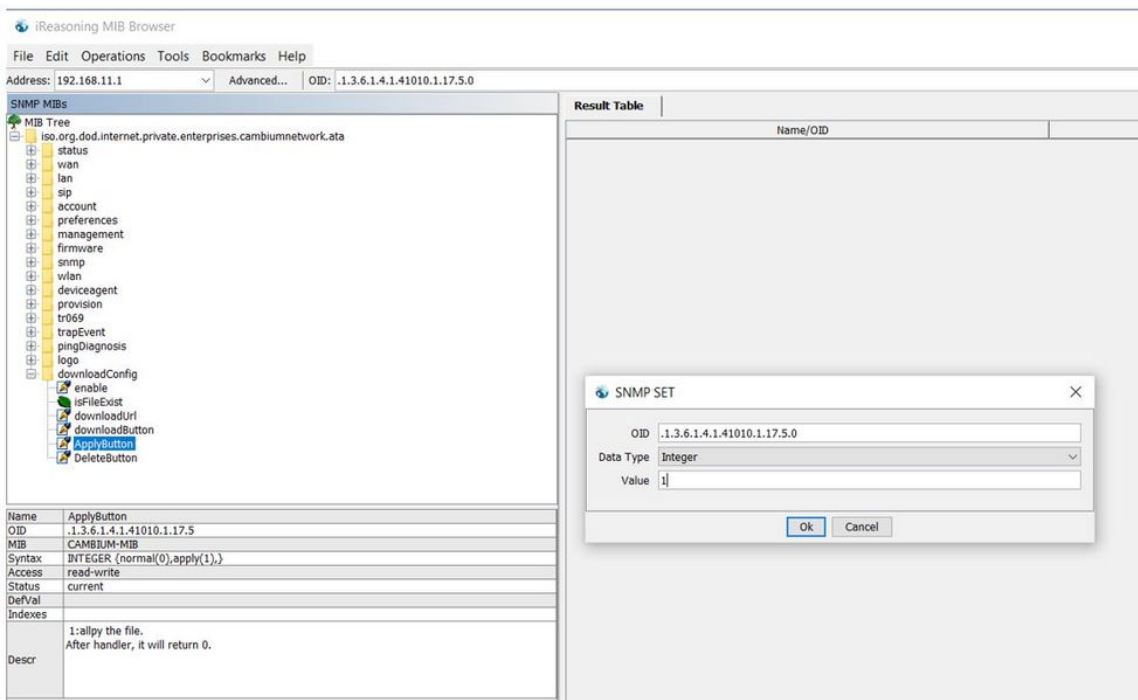 iReasoning MIB Browser
File Edit Operations Tools Bookmarks Help
Address: 192.168.11.1 Advanced... OID: .1.3.6.1.4.1.41010.1.17.5.0
SNMP MIBs
Result Table
Name/OID
MIB Tree
iso.org.dod.internet.private.enterprises.cambiumnetwork.ata
status
wan
lan
sip
account
preferences
management
firmware
snmp
wlan
deviceagent
provision
tr069
trapEvent
pingDiagnosis
logo
downloadConfig
enable
isFileExist
downloadUrl
downloadButton
ApplyButton
DeleteButton
SNMP SET
OID .1.3.6.1.4.1.41010.1.17.5.0
Data Type Integer
Value 1
Ok Cancel
Name ApplyButton
OID .1.3.6.1.4.1.41010.1.17.5
MIB CAMBIUM-MIB
Syntax INTEGER {normal(0),apply(1),}
Access read-write
Status current
DefVal
Indexes
Descr 1:allpy the file.
After handler, it will return 0.